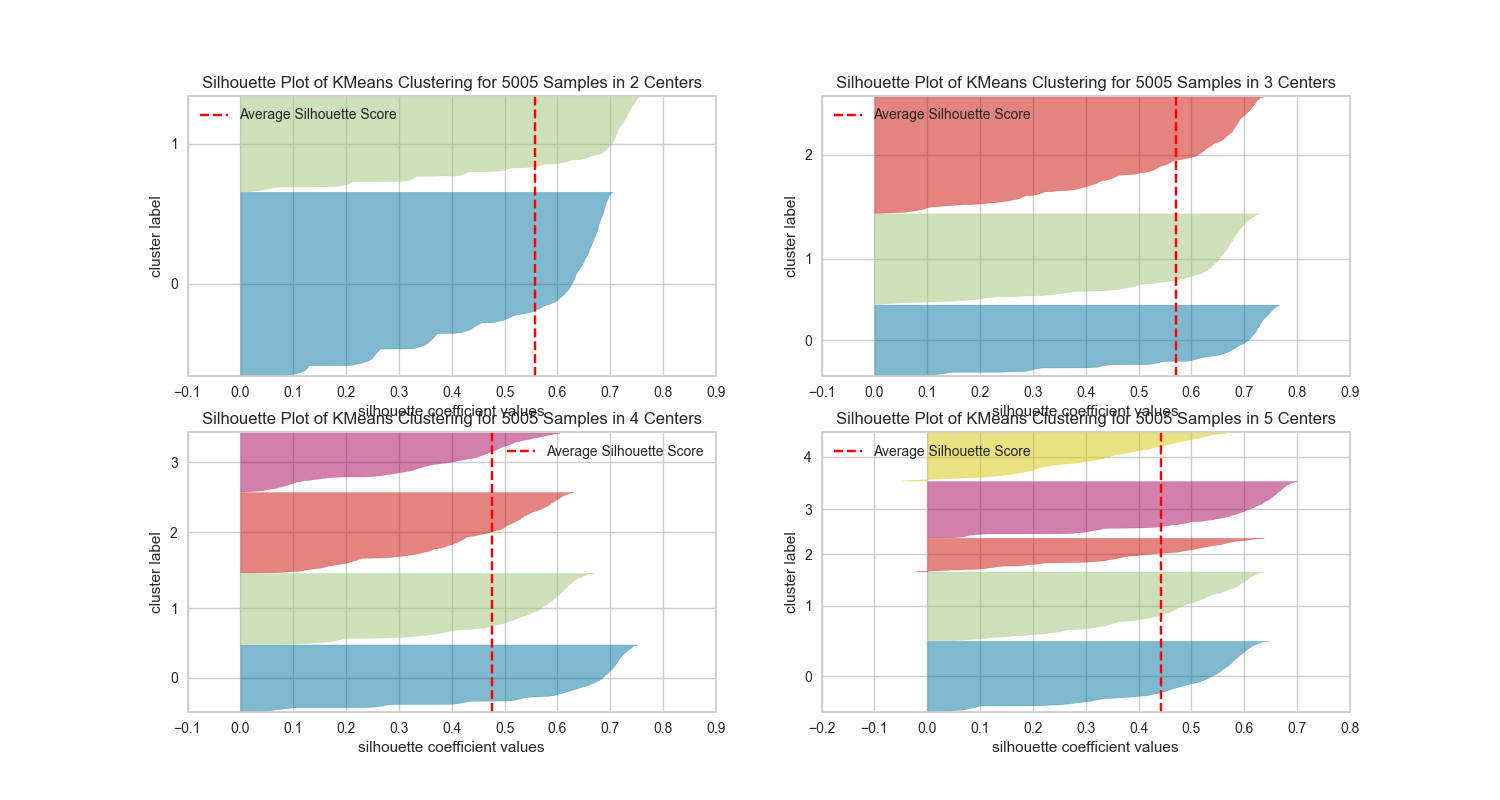 Silhouette Plot of KMeans Clustering for 5005 Samples in 2 Centers
Average Silhouette Score
1
0
cluster label
−0.1 0.0 0.1 0.2 0.3 0.4 0.5 0.6 0.7 0.8 0.9
silhouette coefficient values
Silhouette Plot of KMeans Clustering for 5005 Samples in 3 Centers
Average Silhouette Score
2
1
0
cluster label
−0.1 0.0 0.1 0.2 0.3 0.4 0.5 0.6 0.7 0.8 0.9
silhouette coefficient values
Silhouette Plot of KMeans Clustering for 5005 Samples in 4 Centers
Average Silhouette Score
3
2
1
0
cluster label
−0.1 0.0 0.1 0.2 0.3 0.4 0.5 0.6 0.7 0.8 0.9
silhouette coefficient values
Silhouette Plot of KMeans Clustering for 5005 Samples in 5 Centers
Average Silhouette Score
4
3
2
1
0
cluster label
−0.2 −0.1 0.0 0.1 0.2 0.3 0.4 0.5 0.6 0.7 0.8
silhouette coefficient values